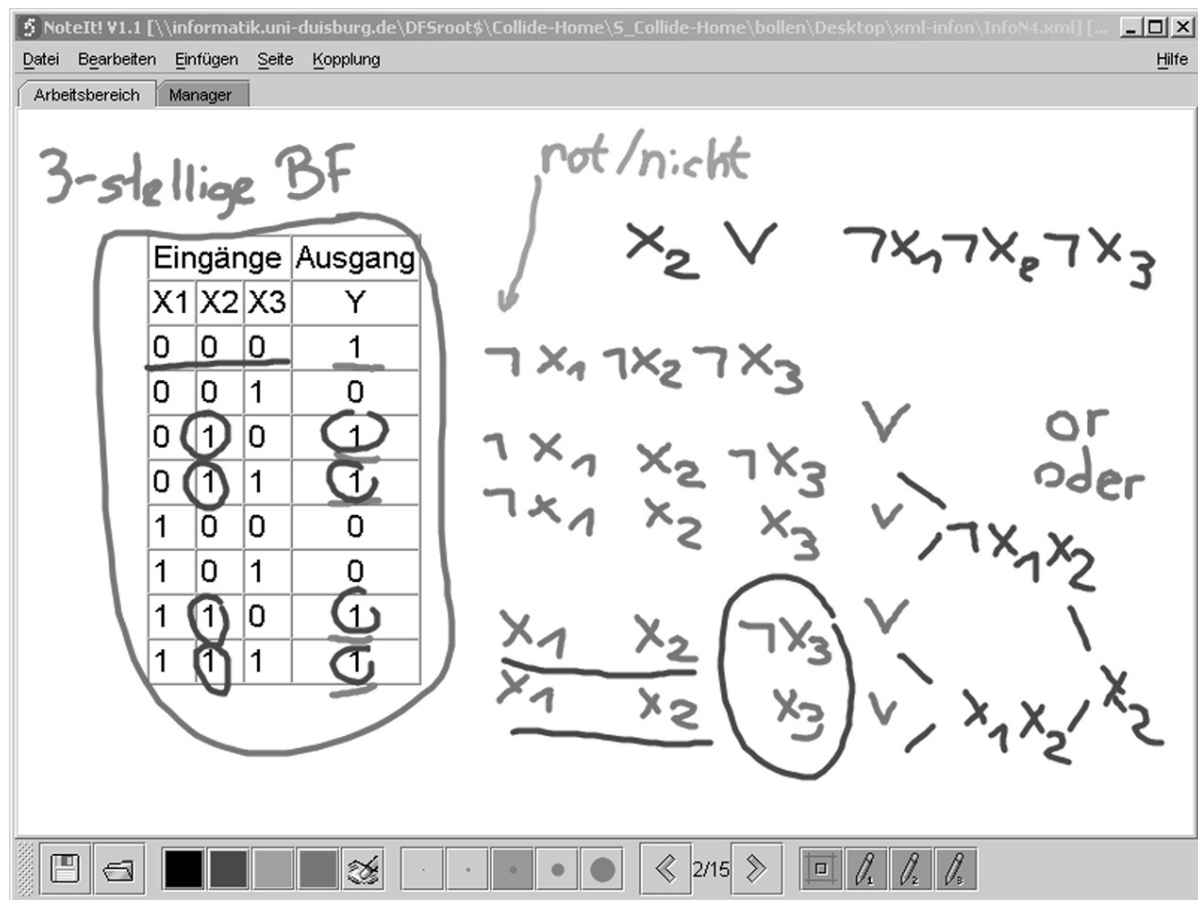 NoteIt! V1.1 [\\informatik.uni-duisburg.de\DFSroot$\Collide-Home\S_Collide-Home\bollen\Desktop\xml-infon\InfoN4.xml] [...
Datei Bearbeiten Einfügen Seite Kopplung Hilfe
Arbeitsbereich Manager
3-stellige BF
not/nicht
x₂ ∨ ¬x₁¬x₂¬x₃
Eingänge Ausgang
X1 X2 X3 Y
0 0 0 1
0 0 1 0
0 1 0 1
0 1 1 1
1 0 0 0
1 0 1 0
1 1 0 1
1 1 1 1
¬x₁ ¬x₂ ¬x₃
∨
¬x₁ x₂ ¬x₃
¬x₁ x₂ x₃ ∨
or
oder
¬x₁x₂
x₁ x₂ ¬x₃ ∨
x₁ x₂ x₃ ∨
x₁x₂
x₂
2/15
1 2 3